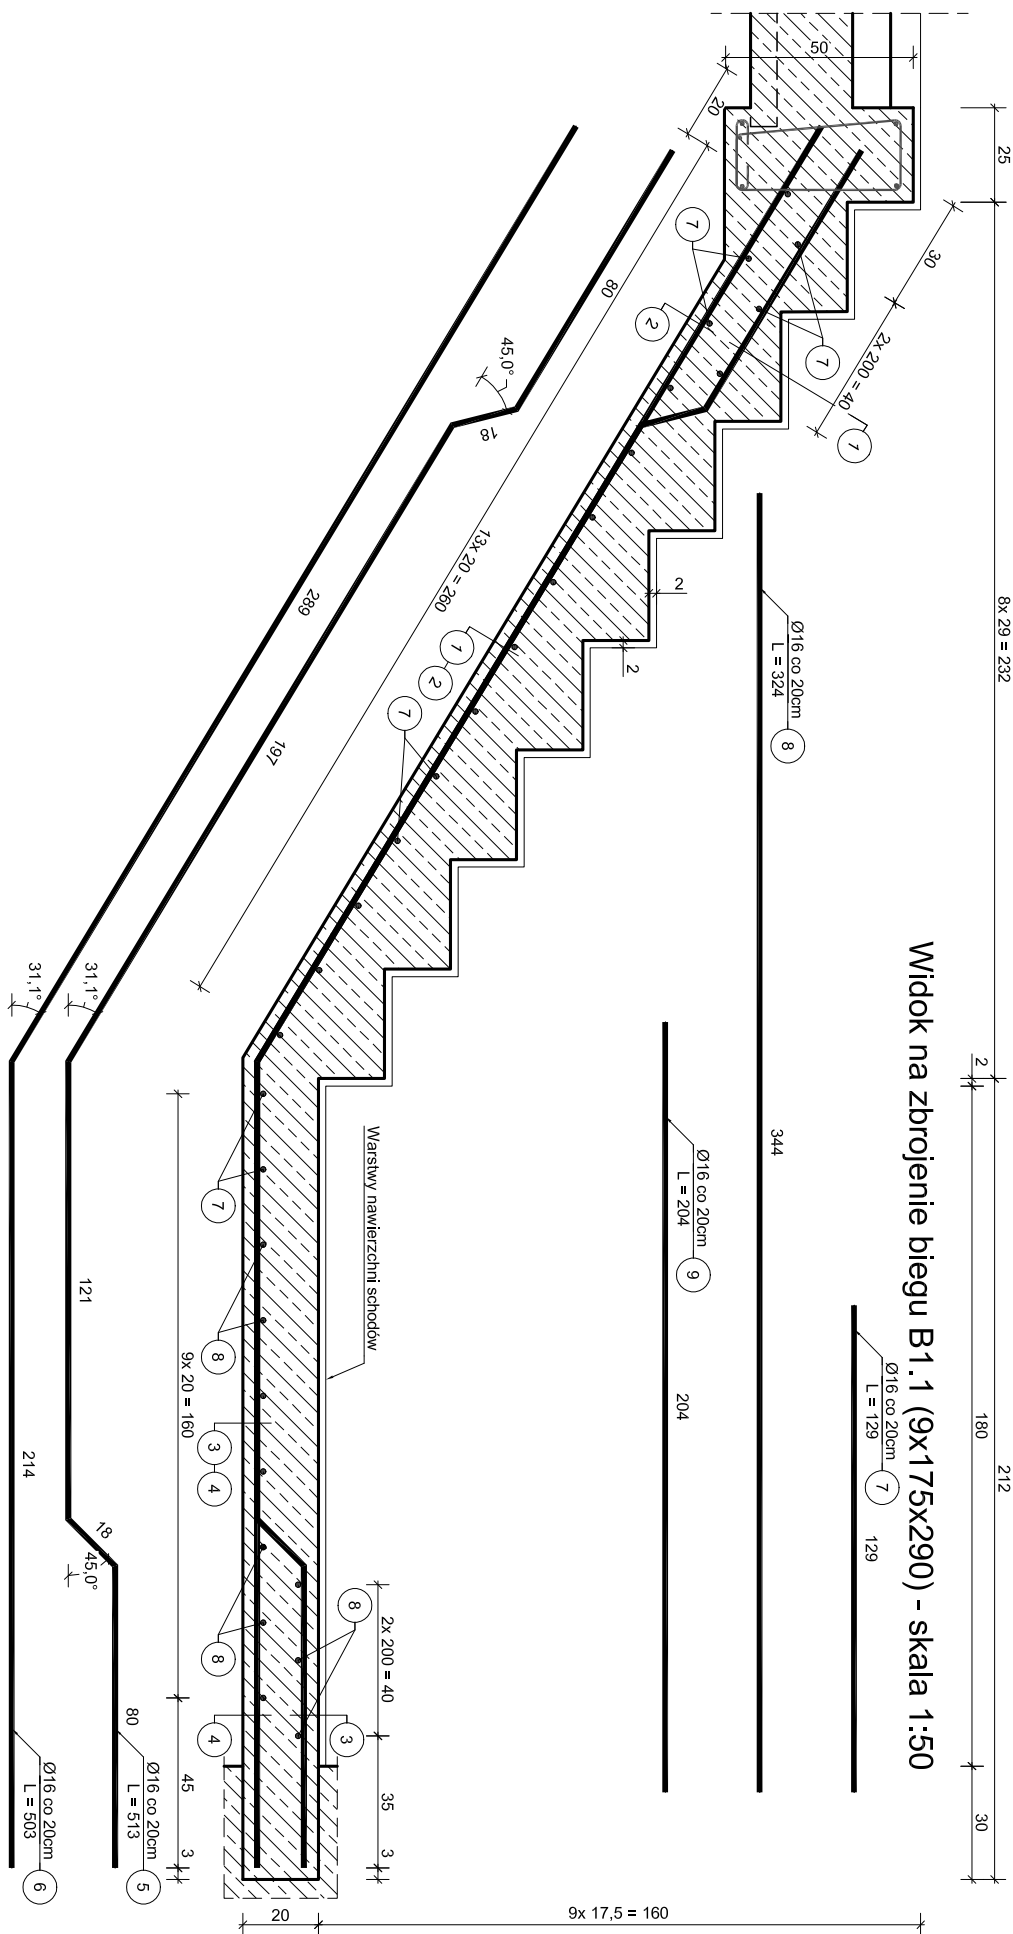 Widok na zbrojenie biegu B1.1 (9x175x290) - skala 1:50
25
8x 29 = 232
212
2
180
30
50
20
30
2x 200 = 40
80
13x 20 = 260
7
7
2
1
1
2
7
2
2
45,0°
18
289
197
31,1°
31,1°
Ø16 co 20cm
L = 324
8
344
Ø16 co 20cm
L = 204
9
204
Ø16 co 20cm
L = 129
7
129
Warstwy nawierzchni schodów
7
8
9x 20 = 160
3
4
8
8
2x 200 = 40
3
4
35
3
45
3
121
18
45,0°
80
Ø16 co 20cm
L = 513
5
214
Ø16 co 20cm
L = 503
6
20
9x 17,5 = 160